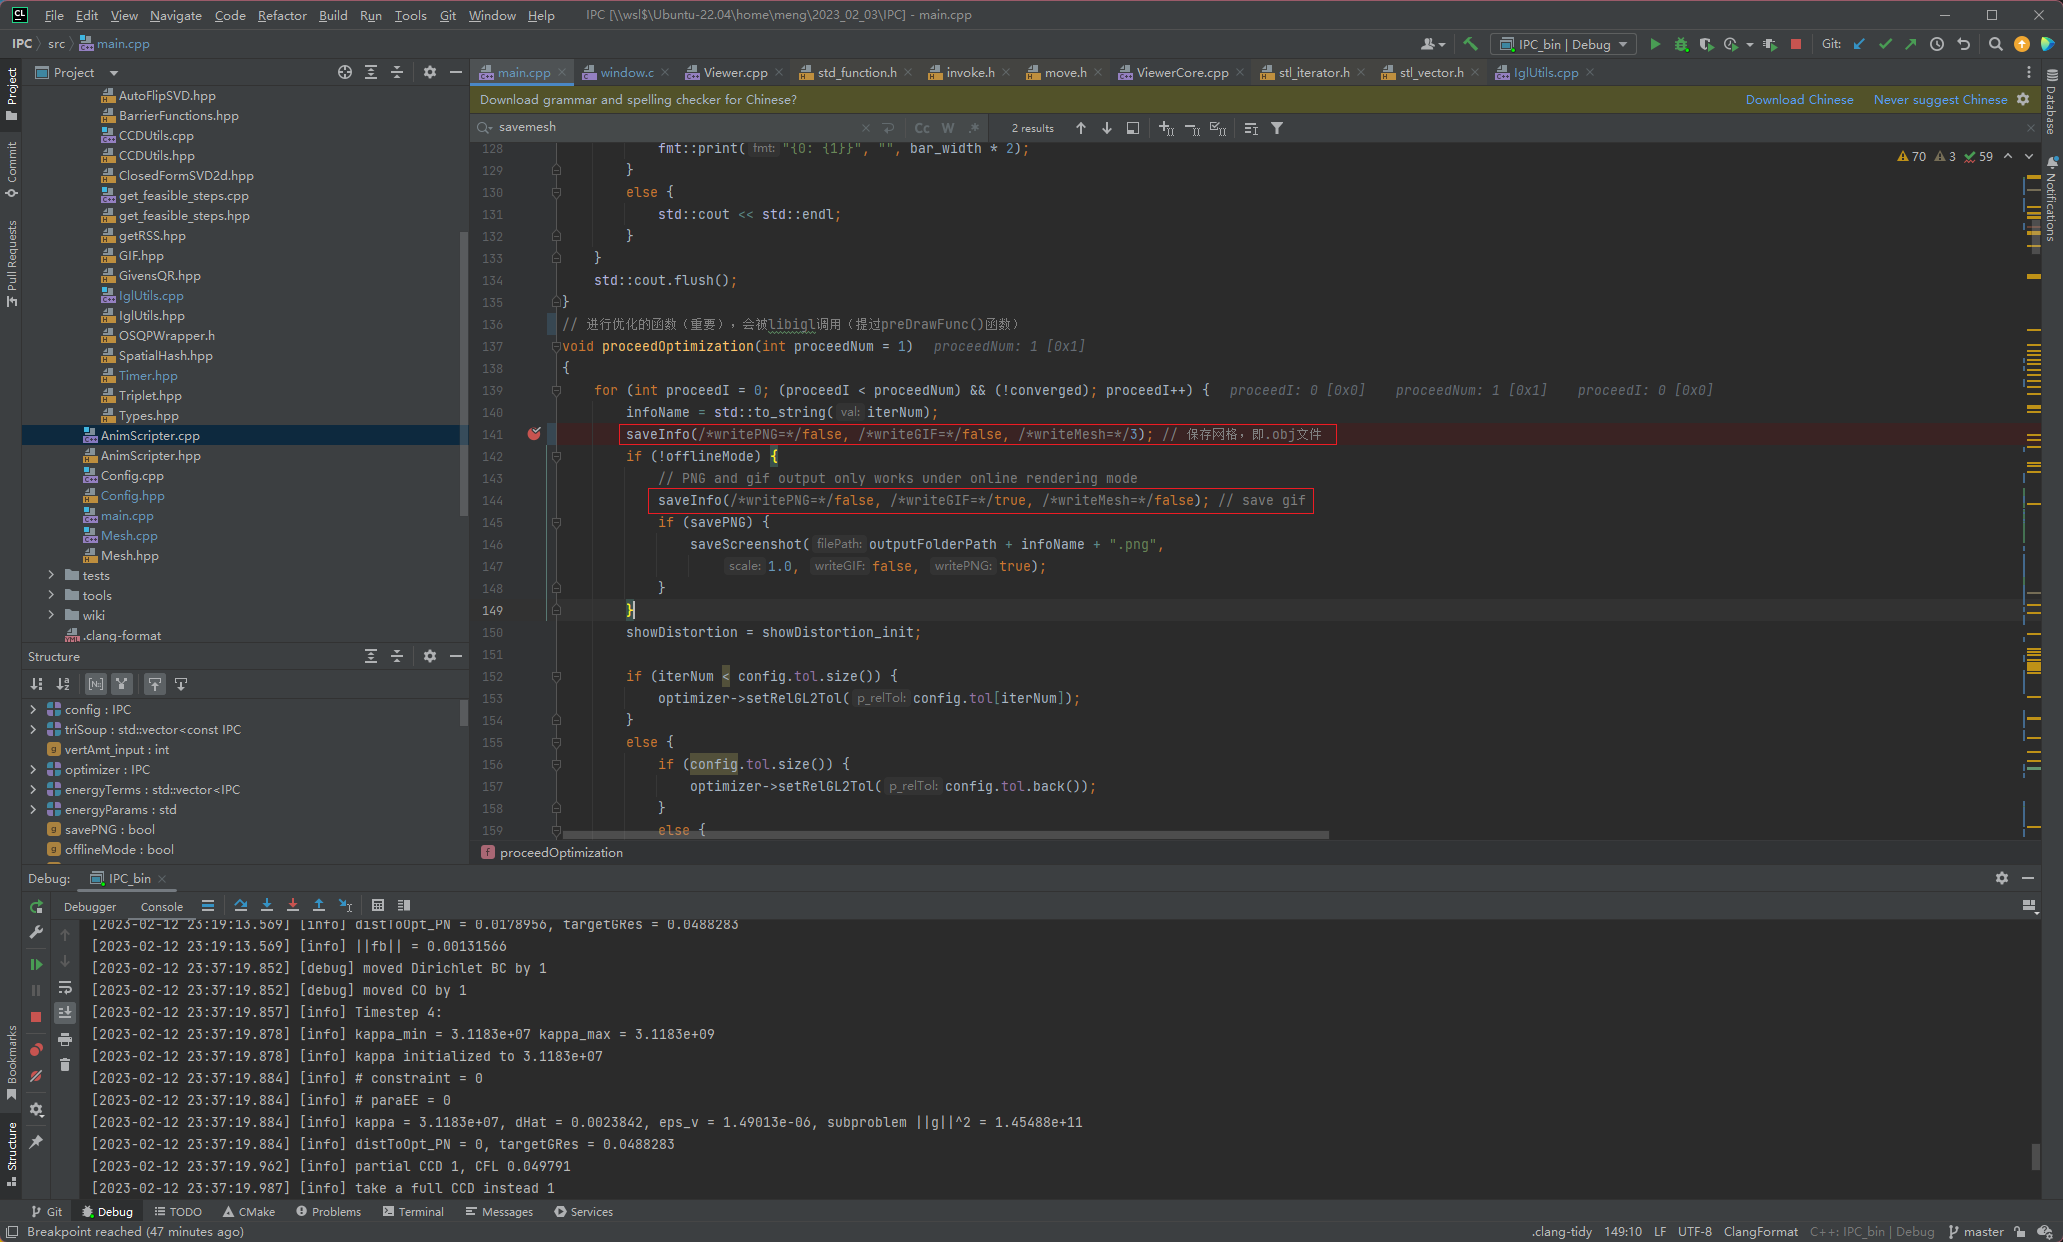 File Edit View Navigate Code Refactor Build Run Tools Git Window Help IPC [\\wsl$\Ubuntu-22.04\home\meng\2023_02_03\IPC] - main.cpp
IPC src main.cpp IPC_bin | Debug Git:
Project main.cpp window.c Viewer.cpp std_function.h invoke.h move.h ViewerCore.cpp stl_iterator.h stl_vector.h IglUtils.cpp
Download grammar and spelling checker for Chinese? Download Chinese Never suggest Chinese
savemesh Cc W .* 2 results
70 3 59
Project
Commit
Pull Requests
Bookmarks
Structure
Database
Notifications
AutoFlipSVD.hpp
BarrierFunctions.hpp
CCDUtils.cpp
CCDUtils.hpp
ClosedFormSVD2d.hpp
get_feasible_steps.cpp
get_feasible_steps.hpp
getRSS.hpp
GIF.hpp
GivensQR.hpp
IglUtils.cpp
IglUtils.hpp
OSQPWrapper.h
SpatialHash.hpp
Timer.hpp
Triplet.hpp
Types.hpp
AnimScripter.cpp
AnimScripter.hpp
Config.cpp
Config.hpp
main.cpp
Mesh.cpp
Mesh.hpp
tests
tools
wiki
.clang-format
Structure
config : IPC
triSoup : std::vector<const IPC
vertAmt_input : int
optimizer : IPC
energyTerms : std::vector<IPC
energyParams : std
savePNG : bool
offlineMode : bool
128 fmt::print( fmt: "{0: {1}}", "", bar_width * 2);
129 }
130 else {
131 std::cout << std::endl;
132 }
133 }
134 std::cout.flush();
135 }
136 // 进行优化的函数（重要），会被libigl调用（提过preDrawFunc()函数）
137 void proceedOptimization(int proceedNum = 1) proceedNum: 1 [0x1]
138 {
139 for (int proceedI = 0; (proceedI < proceedNum) && (!converged); proceedI++) { proceedI: 0 [0x0] proceedNum: 1 [0x1] proceedI: 0 [0x0]
140 infoName = std::to_string( val: iterNum);
141 saveInfo(/*writePNG=*/false, /*writeGIF=*/false, /*writeMesh=*/3); // 保存网格，即.obj文件
142 if (!offlineMode) {
143 // PNG and gif output only works under online rendering mode
144 saveInfo(/*writePNG=*/false, /*writeGIF=*/true, /*writeMesh=*/false); // save gif
145 if (savePNG) {
146 saveScreenshot( filePath: outputFolderPath + infoName + ".png",
147 scale: 1.0, writeGIF: false, writePNG: true);
148 }
149 }
150 showDistortion = showDistortion_init;
151
152 if (iterNum < config.tol.size()) {
153 optimizer->setRelGL2Tol( p_relTol: config.tol[iterNum]);
154 }
155 else {
156 if (config.tol.size()) {
157 optimizer->setRelGL2Tol( p_relTol: config.tol.back());
158 }
159 else {
f proceedOptimization
Debug: IPC_bin
Debugger Console
[2023-02-12 23:19:13.569] [info] distToOpt_PN = 0.0178956, targetGRes = 0.0488283
[2023-02-12 23:19:13.569] [info] ||fb|| = 0.00131566
[2023-02-12 23:37:19.852] [debug] moved Dirichlet BC by 1
[2023-02-12 23:37:19.852] [debug] moved CO by 1
[2023-02-12 23:37:19.857] [info] Timestep 4:
[2023-02-12 23:37:19.878] [info] kappa_min = 3.1183e+07 kappa_max = 3.1183e+09
[2023-02-12 23:37:19.878] [info] kappa initialized to 3.1183e+07
[2023-02-12 23:37:19.884] [info] # constraint = 0
[2023-02-12 23:37:19.884] [info] # paraEE = 0
[2023-02-12 23:37:19.884] [info] kappa = 3.1183e+07, dHat = 0.0023842, eps_v = 1.49013e-06, subproblem ||g||^2 = 1.45488e+11
[2023-02-12 23:37:19.884] [info] distToOpt_PN = 0, targetGRes = 0.0488283
[2023-02-12 23:37:19.962] [info] partial CCD 1, CFL 0.049791
[2023-02-12 23:37:19.987] [info] take a full CCD instead 1
Git Debug TODO CMake Problems Terminal Messages Services
Breakpoint reached (47 minutes ago) .clang-tidy 149:10 LF UTF-8 ClangFormat C++: IPC_bin | Debug master